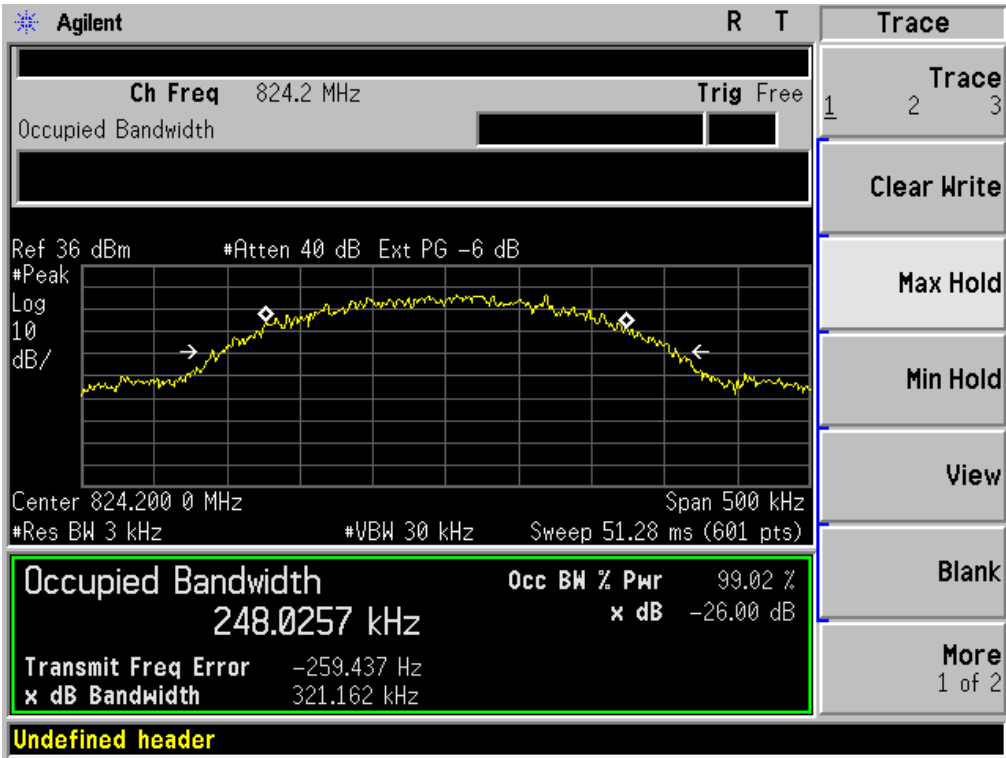 Agilent R T
Trace
Ch Freq 824.2 MHz Trig Free
Occupied Bandwidth
Ref 36 dBm #Atten 40 dB Ext PG -6 dB
#Peak
Log
10
dB/
Center 824.200 0 MHz Span 500 kHz
#Res BW 3 kHz #VBW 30 kHz Sweep 51.28 ms (601 pts)
Occupied Bandwidth
248.0257 kHz
Occ BW % Pwr 99.02 %
x dB -26.00 dB
Transmit Freq Error -259.437 Hz
x dB Bandwidth 321.162 kHz
Undefined header
Trace
1 2 3
Clear Write
Max Hold
Min Hold
View
Blank
More
1 of 2